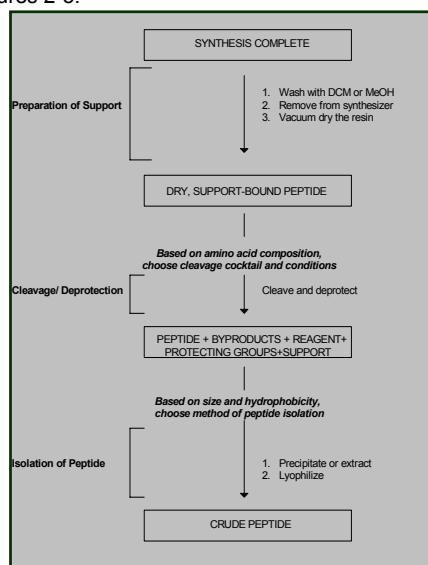 SYNTHESIS COMPLETE
1. Wash with DCM or MeOH
Preparation of Support
2. Remove from synthesizer
3. Vacuum dry the resin
DRY, SUPPORT-BOUND PEPTIDE
Based on amino acid composition,
choose cleavage cocktail and conditions
Cleavage/ Deprotection
Cleave and deprotect
PEPTIDE + BYPRODUCTS + REAGENT+
PROTECTING GROUPS+SUPPORT
Based on size and hydrophobicity,
choose method of peptide isolation
Isolation of Peptide
1. Precipitate or extract
2. Lyophilize
CRUDE PEPTIDE